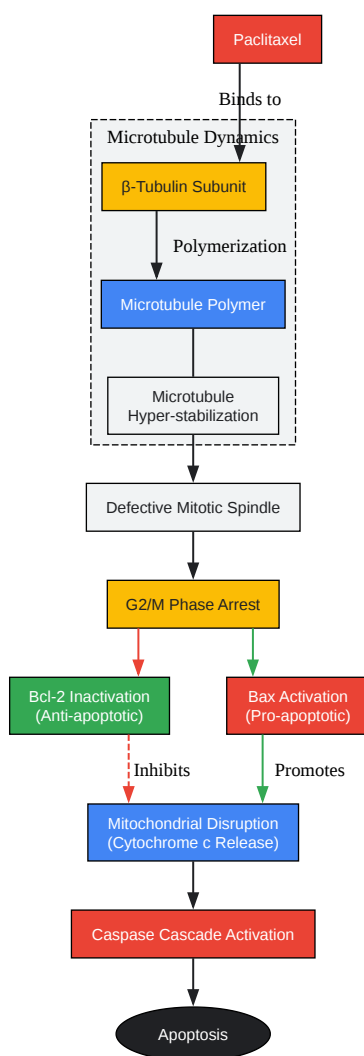 Paclitaxel
Binds to
Microtubule Dynamics
β-Tubulin Subunit
Polymerization
Microtubule Polymer
Microtubule
Hyper-stabilization
Defective Mitotic Spindle
G2/M Phase Arrest
Bcl-2 Inactivation
(Anti-apoptotic)
Bax Activation
(Pro-apoptotic)
Inhibits
Promotes
Mitochondrial Disruption
(Cytochrome c Release)
Caspase Cascade Activation
Apoptosis